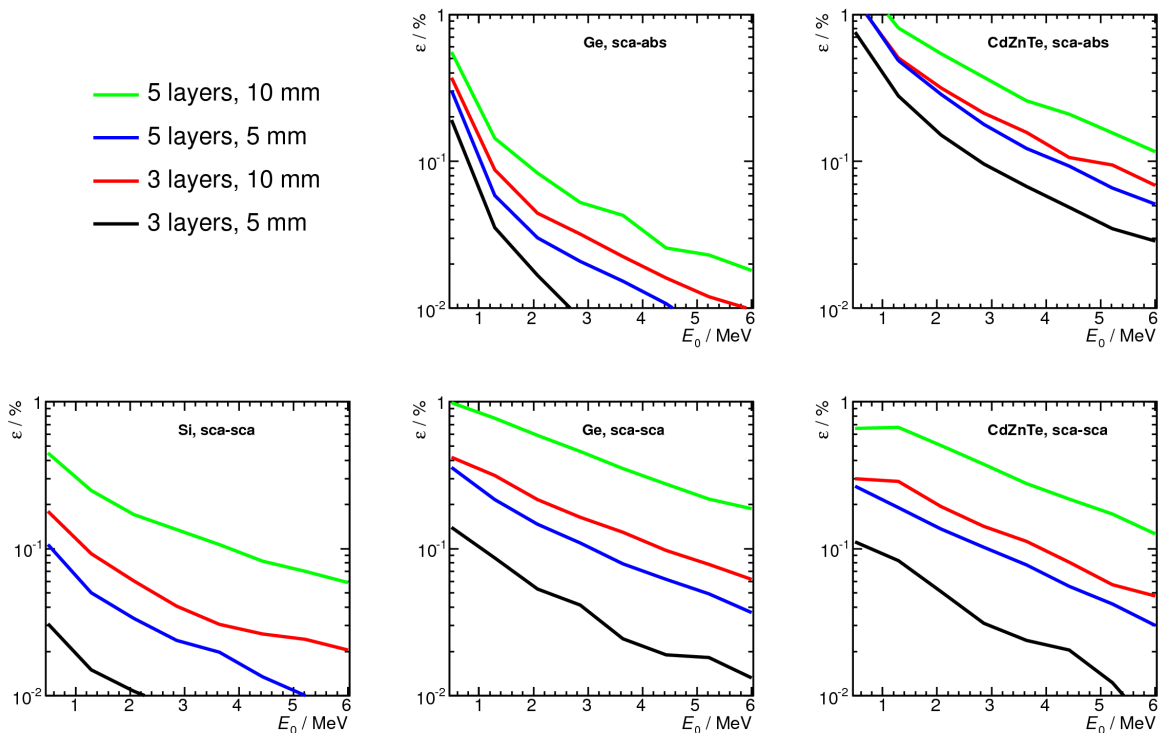 5 layers, 10 mm
5 layers, 5 mm
3 layers, 10 mm
3 layers, 5 mm
ε / %
1
10⁻¹
10⁻²
Ge, sca-abs
1 2 3 4 5 6
E₀ / MeV
ε / %
1
10⁻¹
10⁻²
CdZnTe, sca-abs
1 2 3 4 5 6
E₀ / MeV
ε / %
1
10⁻¹
10⁻²
Si, sca-sca
1 2 3 4 5 6
E₀ / MeV
ε / %
1
10⁻¹
10⁻²
Ge, sca-sca
1 2 3 4 5 6
E₀ / MeV
ε / %
1
10⁻¹
10⁻²
CdZnTe, sca-sca
1 2 3 4 5 6
E₀ / MeV